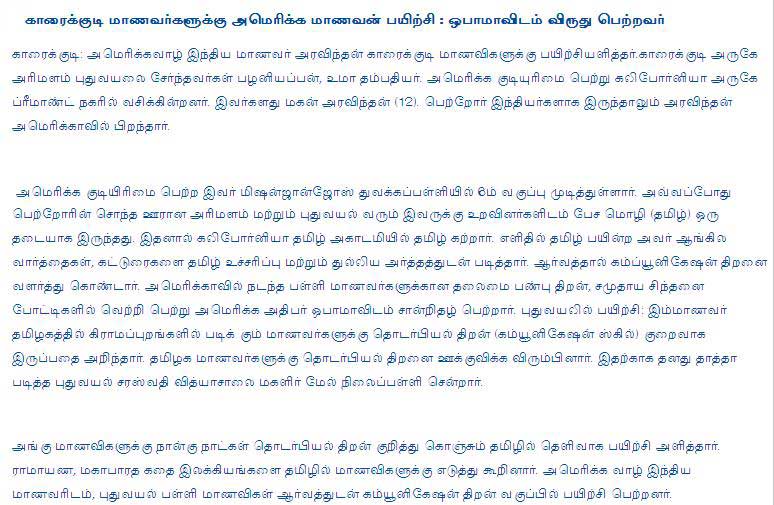 காரைக்குடி மாணவர்களுக்கு அமெரிக்க மாணவன் பயிற்சி : ஒபாமாவிடம் விருது பெற்றவர்
காரைக்குடி: அமெரிக்கவாழ் இந்திய மாணவர் அரவிந்தன் காரைக்குடி மாணவிகளுக்கு பயிற்சியளித்தர்.காரைக்குடி அருகே
அரிமளம் புதுவயலை சேர்ந்தவர்கள் பழனியப்பன், உமா தம்பதியர். அமெரிக்க குடியுரிமை பெற்று கலிபோர்னியா அருகே
ப்ரீமாண்ட் நகரில் வசிக்கின்றனர். இவர்களது மகன் அரவிந்தன் (12). பெற்றோர் இந்தியர்களாக இருந்தாலும் அரவிந்தன்
அமெரிக்காவில் பிறந்தார்.
அமெரிக்க குடியிரிமை பெற்ற இவர் மிஷன்ஜான்ஜோஸ் துவக்கப்பள்ளியில் 6ம் வகுப்பு முடித்துள்ளார். அவ்வப்போது
பெற்றோரின் சொந்த ஊரான அரிமளம் மற்றும் புதுவயல் வரும் இவருக்கு உறவினர்களிடம் பேச மொழி (தமிழ்) ஒரு
தடையாக இருந்தது. இதனால் கலிபோர்னியா தமிழ் அகாடமியில் தமிழ் கற்றார். எளிதில் தமிழ் பயின்ற அவர் ஆங்கில
வார்த்தைகள், கட்டுரைகளை தமிழ் உச்சரிப்பு மற்றும் துல்லிய அர்த்தத்துடன் படித்தார். ஆர்வத்தால் கம்ப்யூனிகேஷன் திறனை
வளர்த்து கொண்டார். அமெரிக்காவில் நடந்த பள்ளி மாணவர்களுக்கான தலைமை பண்பு திறன், சமுதாய சிந்தனை
போட்டிகளில் வெற்றி பெற்று அமெரிக்க அதிபர் ஒபாமாவிடம் சான்றிதழ் பெற்றார். புதுவயலில் பயிற்சி: இம்மாணவர்
தமிழகத்தில் கிராமப்புறங்களில் படிக் கும் மாணவர்களுக்கு தொடர்பியல் திறன் (கம்யூனிகேஷன் ஸ்கில்) குறைவாக
இருப்பதை அறிந்தார். தமிழக மாணவர்களுக்கு தொடர்பியல் திறனை ஊக்குவிக்க விரும்பினார். இதற்காக தனது தாத்தா
படித்த புதுவயல் சரஸ்வதி வித்யாசாலை மகளிர் மேல் நிலைப்பள்ளி சென்றார்.
அங்கு மாணவிகளுக்கு நான்கு நாட்கள் தொடர்பியல் திறன் குறித்து கொஞ்சும் தமிழில் தெளிவாக பயிற்சி அளித்தார்.
ராமாயண, மகாபாரத கதை இலக்கியங்களை தமிழில் மாணவிகளுக்கு எடுத்து கூறினார். அமெரிக்க வாழ் இந்திய
மாணவரிடம், புதுவயல் பள்ளி மாணவிகள் ஆர்வத்துடன் கம்யூனிகேஷன் திறன் வகுப்பில் பயிற்சி பெற்றனர்.